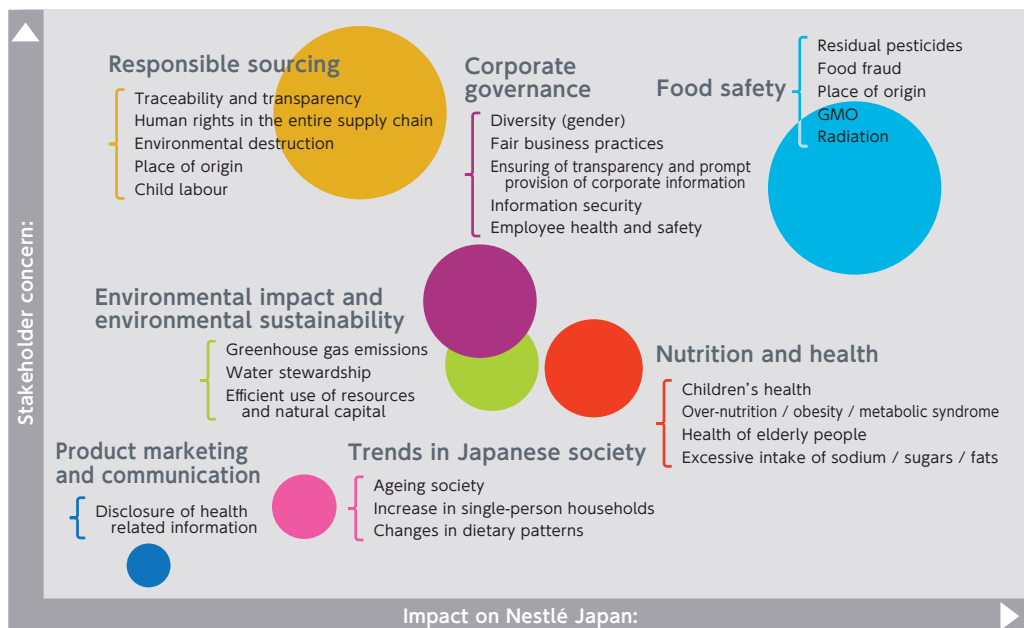 Stakeholder concern:
Responsible sourcing
Traceability and transparency
Human rights in the entire supply chain
Environmental destruction
Place of origin
Child labour
Corporate
governance
Diversity (gender)
Fair business practices
Ensuring of transparency and prompt
provision of corporate information
Information security
Employee health and safety
Food safety
Residual pesticides
Food fraud
Place of origin
GMO
Radiation
Environmental impact and
environmental sustainability
Greenhouse gas emissions
Water stewardship
Efficient use of resources
and natural capital
Nutrition and health
Children's health
Over-nutrition / obesity / metabolic syndrome
Health of elderly people
Excessive intake of sodium / sugars / fats
Product marketing
and communication
Disclosure of health
related information
Trends in Japanese society
Ageing society
Increase in single-person households
Changes in dietary patterns
Impact on Nestlé Japan: